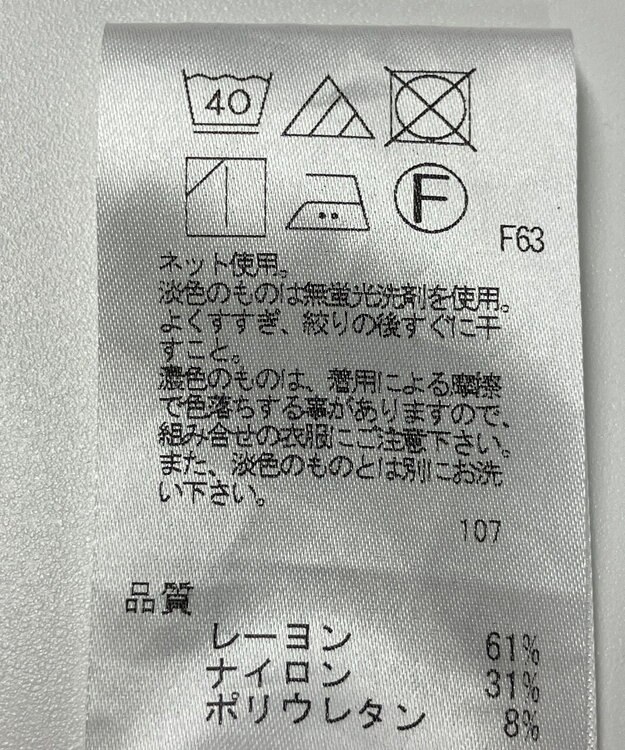 40
F
F63
ネット使用。
淡色のものは無蛍光洗剤を使用。
よくすすぎ、絞りの後すぐに干
すこと。
濃色のものは、着用による摩擦
で色落ちする事がありますので、
組み合せの衣服にご注意下さい。
また、淡色のものとは別にお洗
い下さい。
107
品質
レーヨン 61%
ナイロン 31%
ポリウレタン 8%